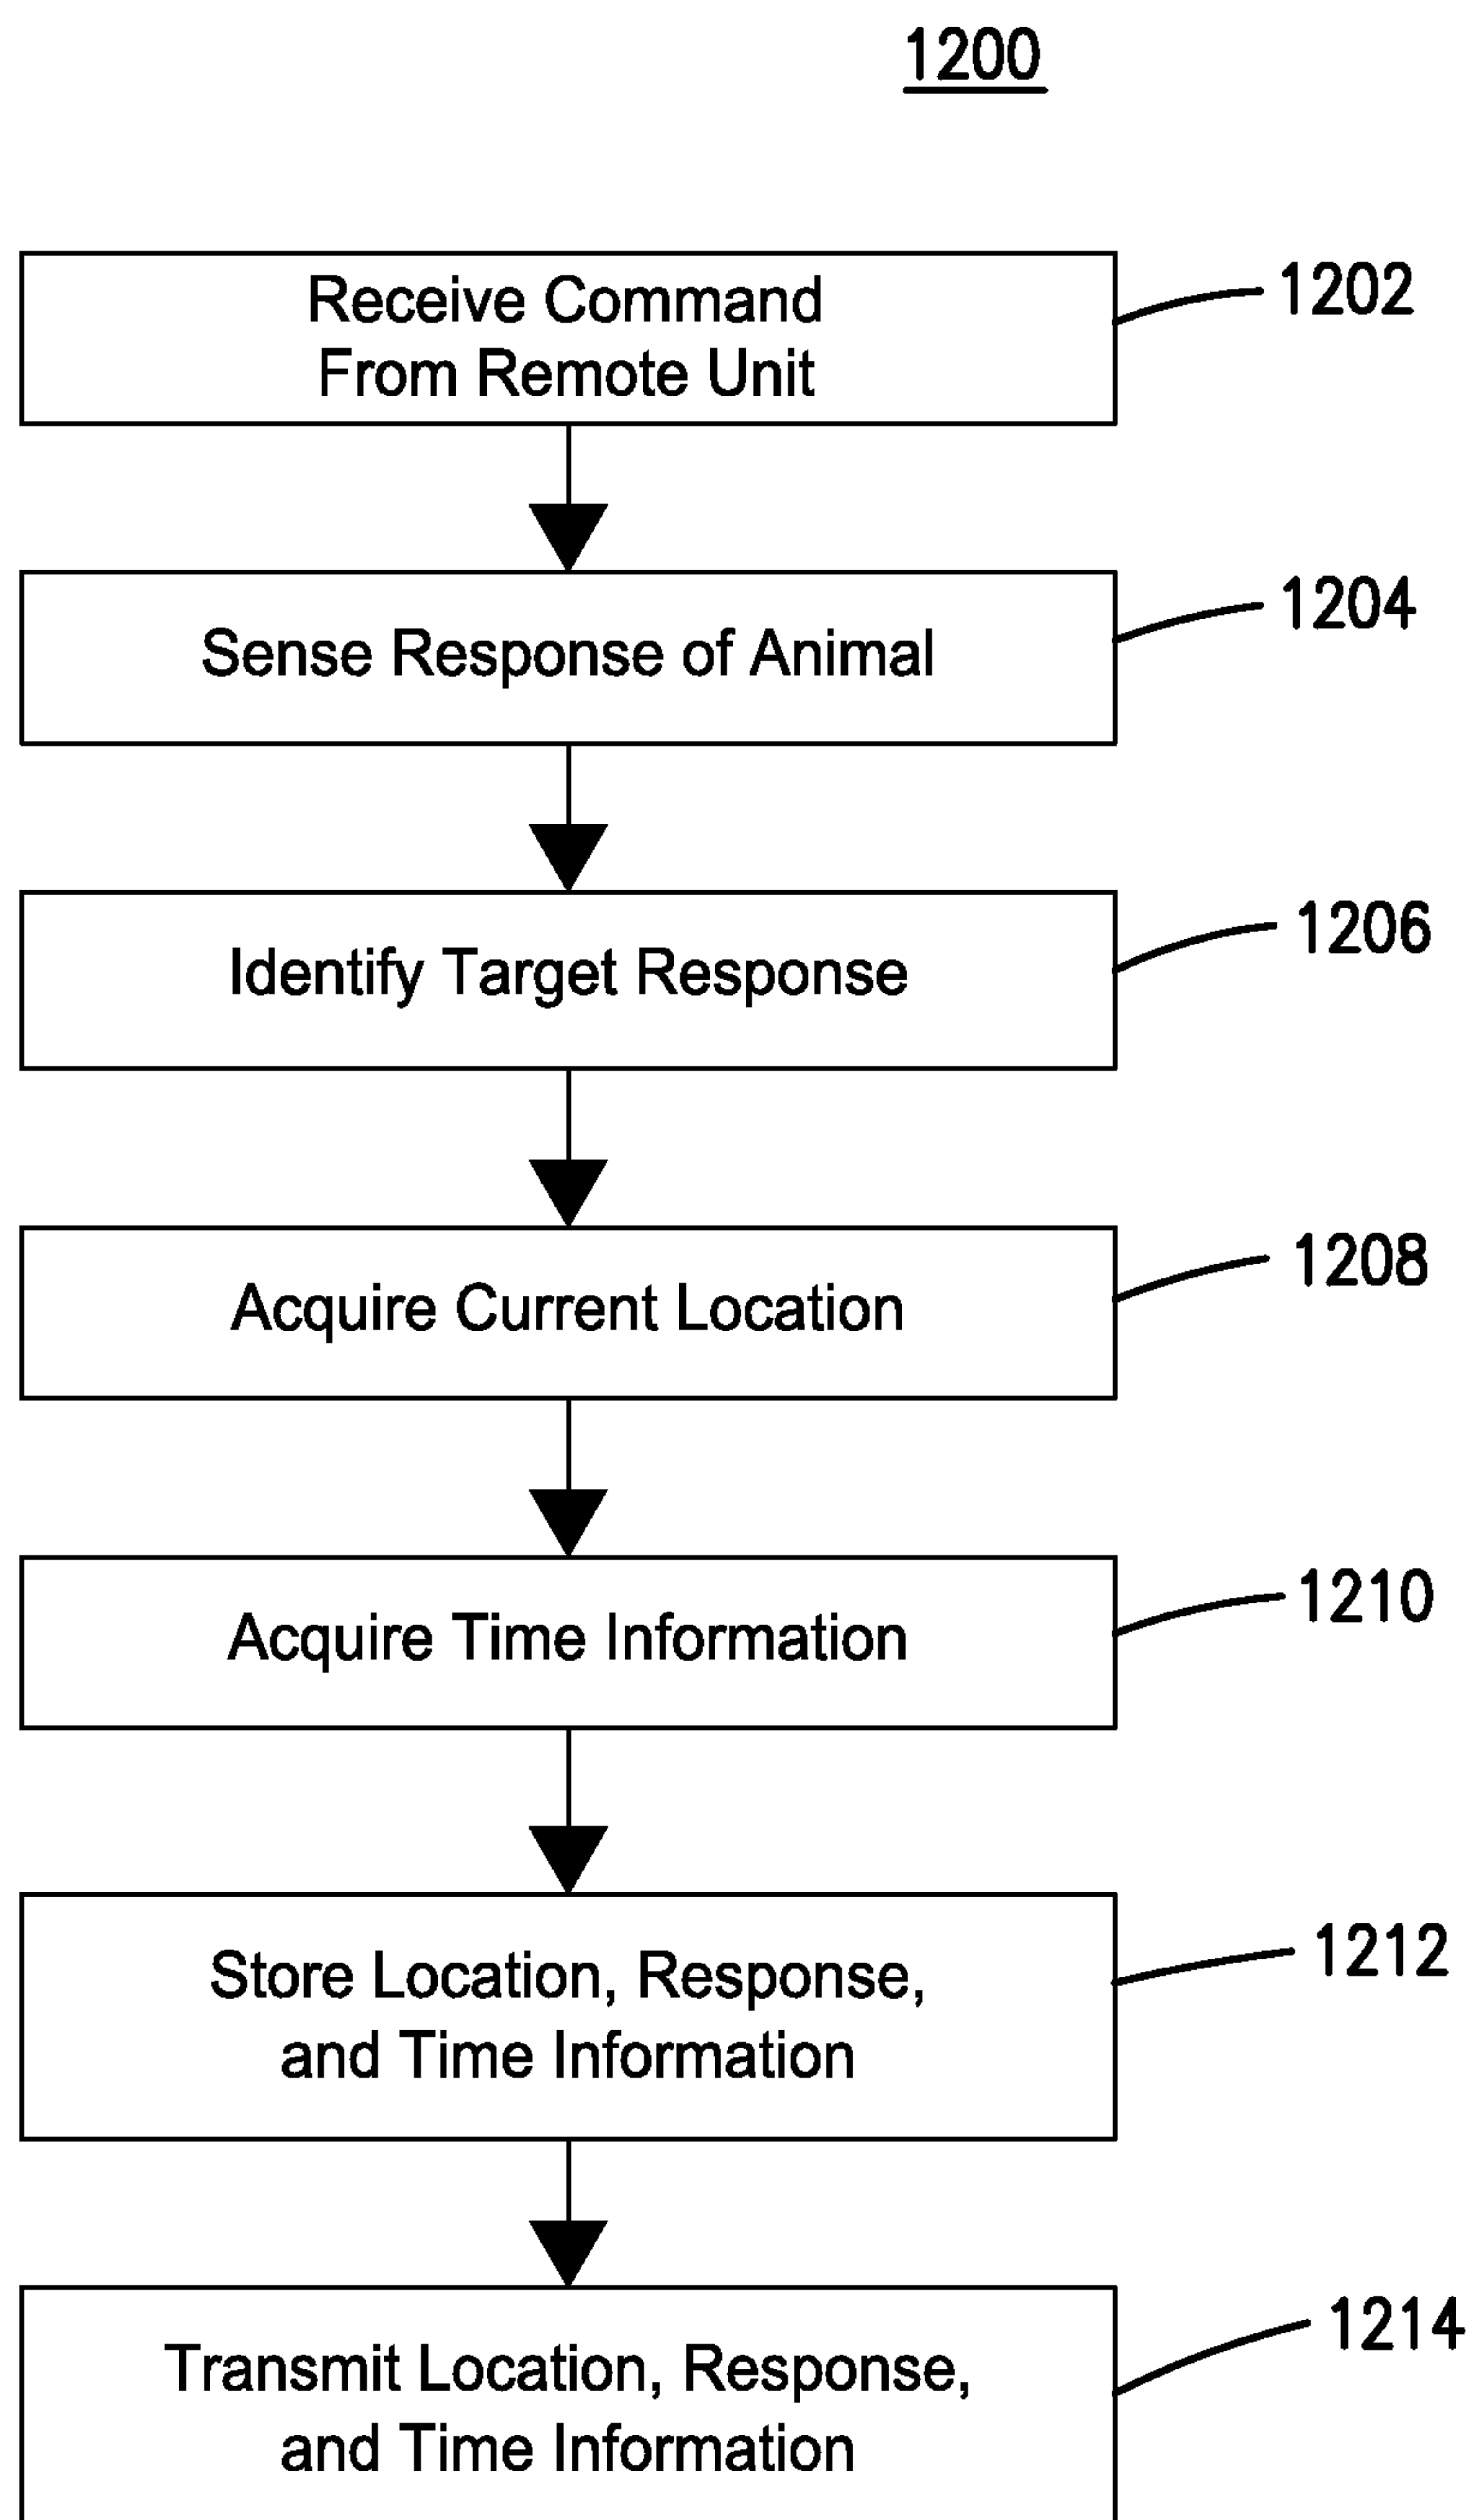 1200
Receive Command
From Remote Unit
1202
Sense Response of Animal
1204
Identify Target Response
1206
Acquire Current Location
1208
Acquire Time Information
1210
Store Location, Response,
and Time Information
1212
Transmit Location, Response,
and Time Information
1214